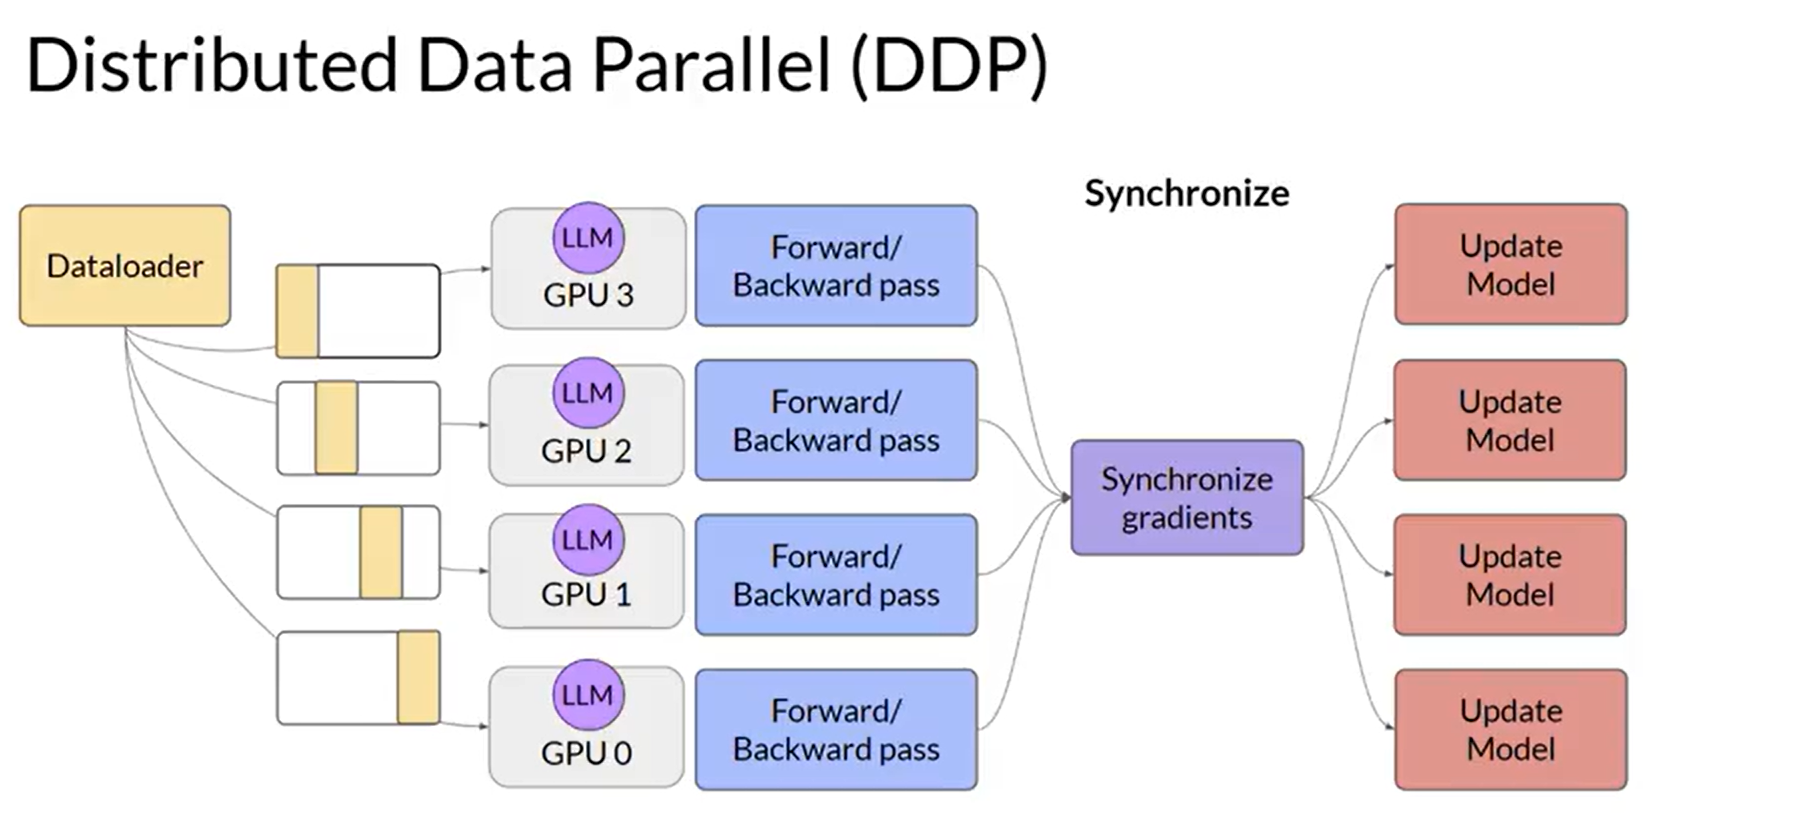 Distributed Data Parallel (DDP)
Synchronize
Dataloader
LLM
GPU 3
Forward/
Backward pass
Update
Model
LLM
GPU 2
Forward/
Backward pass
Update
Model
Synchronize
gradients
LLM
GPU 1
Forward/
Backward pass
Update
Model
LLM
GPU 0
Forward/
Backward pass
Update
Model